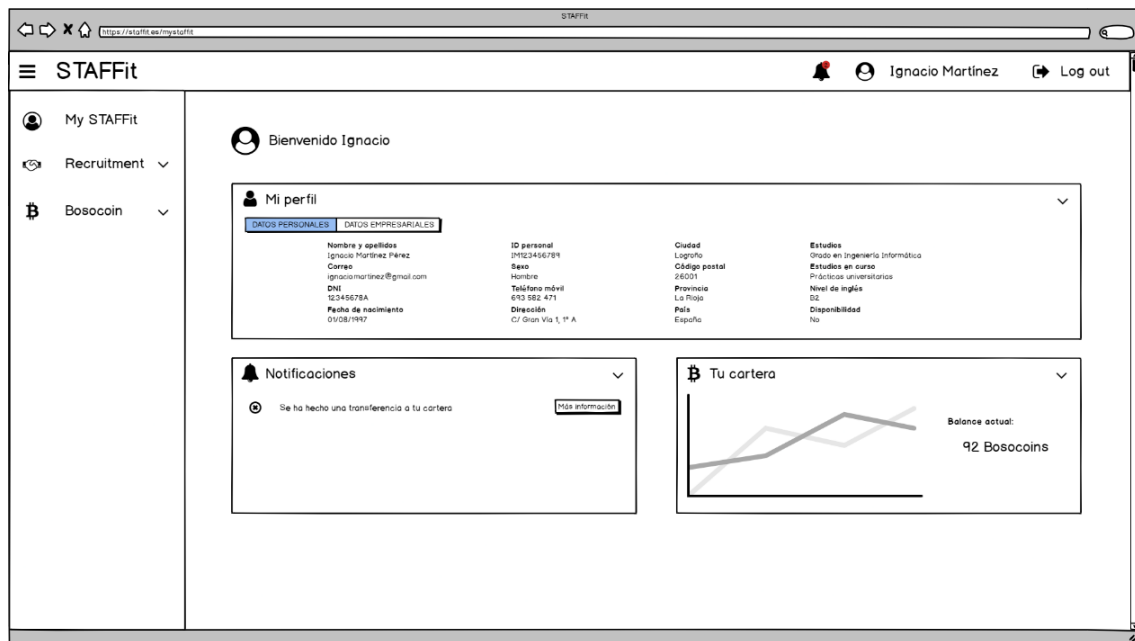 STAFFit
https://staffit.es/mystaffit
STAFFit
Ignacio Martínez
Log out
My STAFFit
Recruitment
Bosocoin
Bienvenido Ignacio
Mi perfil
DATOS PERSONALES DATOS EMPRESARIALES
Nombre y apellidos
Ignacio Martínez Pérez
Correo
ignaciomartinez@gmail.com
DNI
12345678A
Fecha de nacimiento
01/08/1997
ID personal
IM123456789
Sexo
Hombre
Teléfono móvil
693 582 471
Dirección
C/ Gran Vía 1, 1º A
Ciudad
Logroño
Código postal
26001
Provincia
La Rioja
País
España
Estudios
Grado en Ingeniería Informática
Estudios en curso
Prácticas universitarias
Nivel de inglés
B2
Disponibilidad
No
Notificaciones
Se ha hecho una transferencia a tu cartera
Más información
Tu cartera
Balance actual:
92 Bosocoins